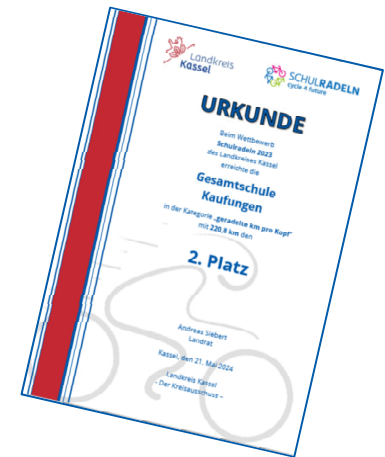 Landkreis
Kassel
SCHULRADELN
cycle 4 future
URKUNDE
Beim Wettbewerb
Schulradeln 2023
des Landkreises Kassel
erreichte die
Gesamtschule
Kaufungen
in der Kategorie „geradelte km pro Kopf“
mit 220,8 km den
2. Platz
Andreas Siebert
Landrat
Kassel, den 21. Mai 2024
Landkreis Kassel
- Der Kreisausschuss –